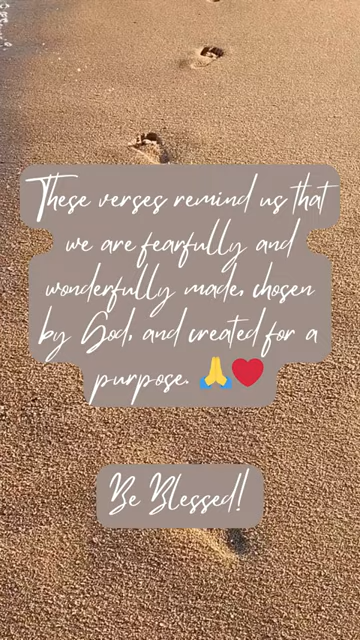 These verses remind us that
we are fearfully and
wonderfully made, chosen
by God, and created for a
purpose. 🙏❤️
Be Blessed!